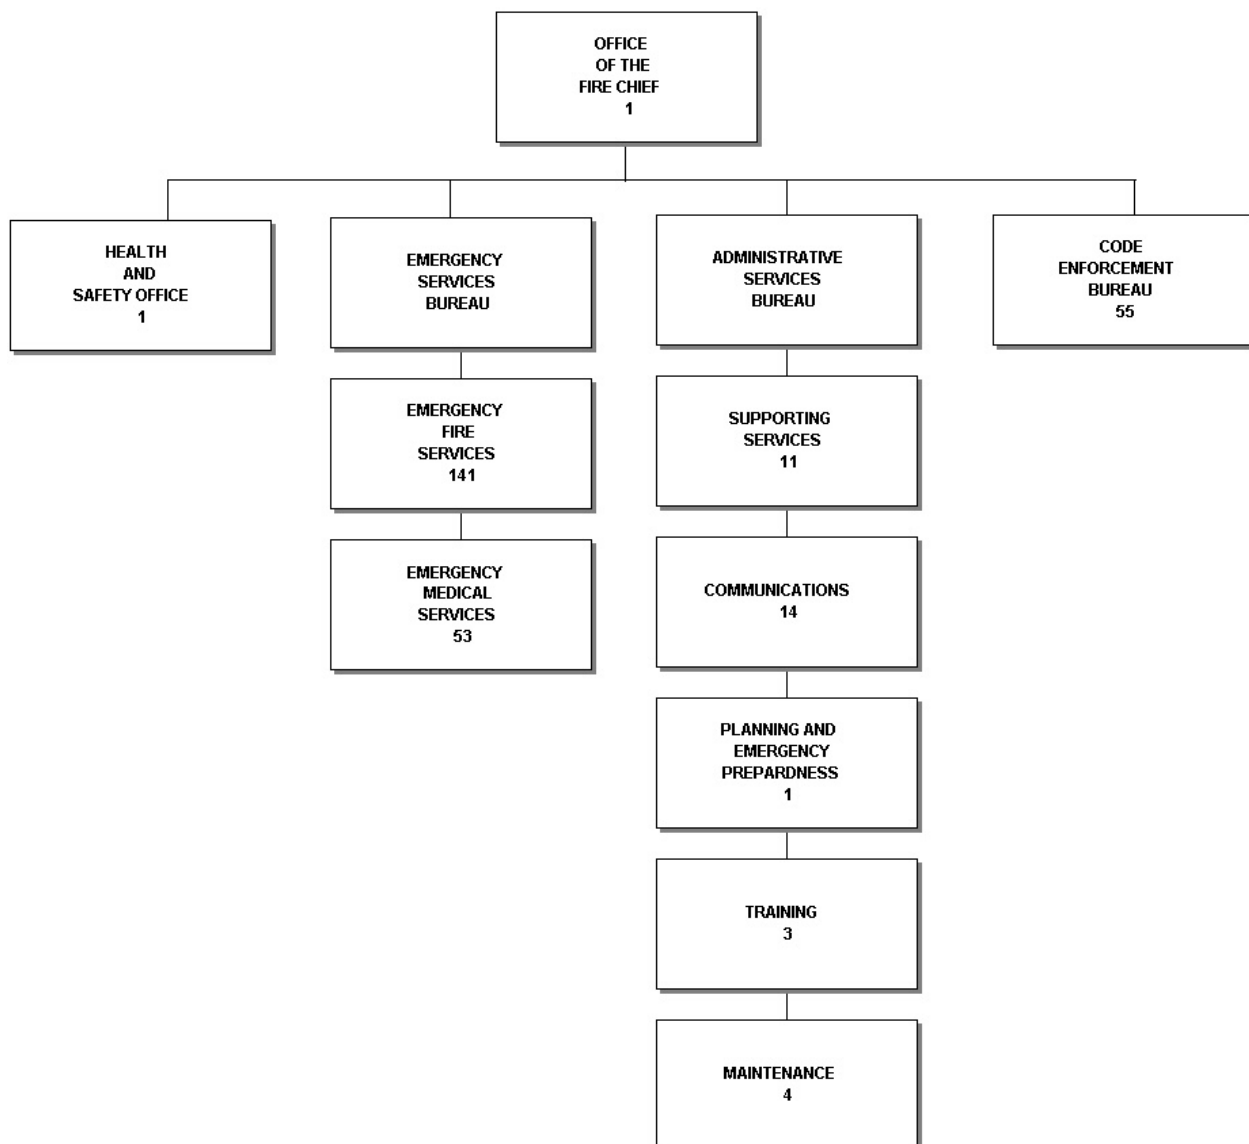 OFFICE
OF THE
FIRE CHIEF
1
HEALTH
AND
SAFETY OFFICE
1
EMERGENCY
SERVICES
BUREAU
ADMINISTRATIVE
SERVICES
BUREAU
CODE
ENFORCEMENT
BUREAU
55
EMERGENCY
FIRE
SERVICES
141
SUPPORTING
SERVICES
11
EMERGENCY
MEDICAL
SERVICES
53
COMMUNICATIONS
14
PLANNING AND
EMERGENCY
PREPARDNESS
1
TRAINING
3
MAINTENANCE
4